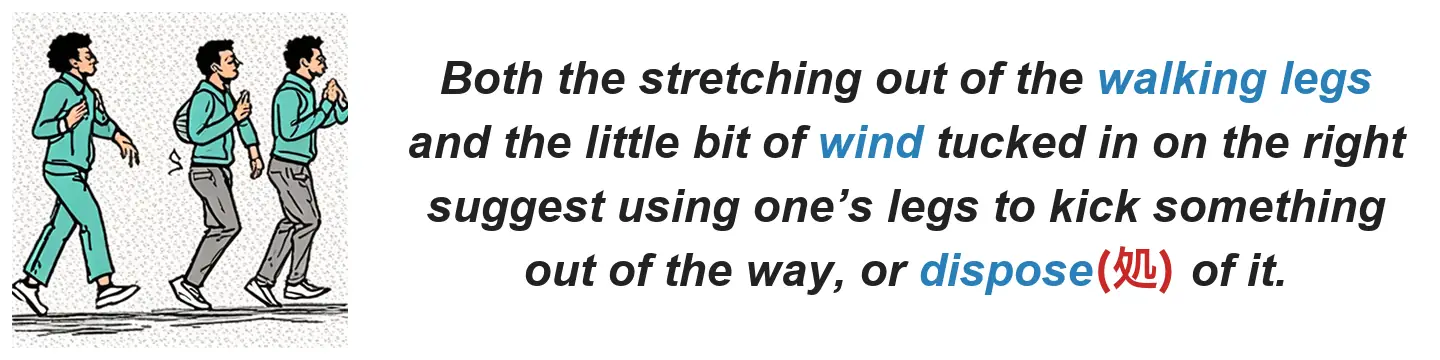 Both the stretching out of the walking legs
and the little bit of wind tucked in on the right
suggest using one’s legs to kick something
out of the way, or dispose(処) of it.